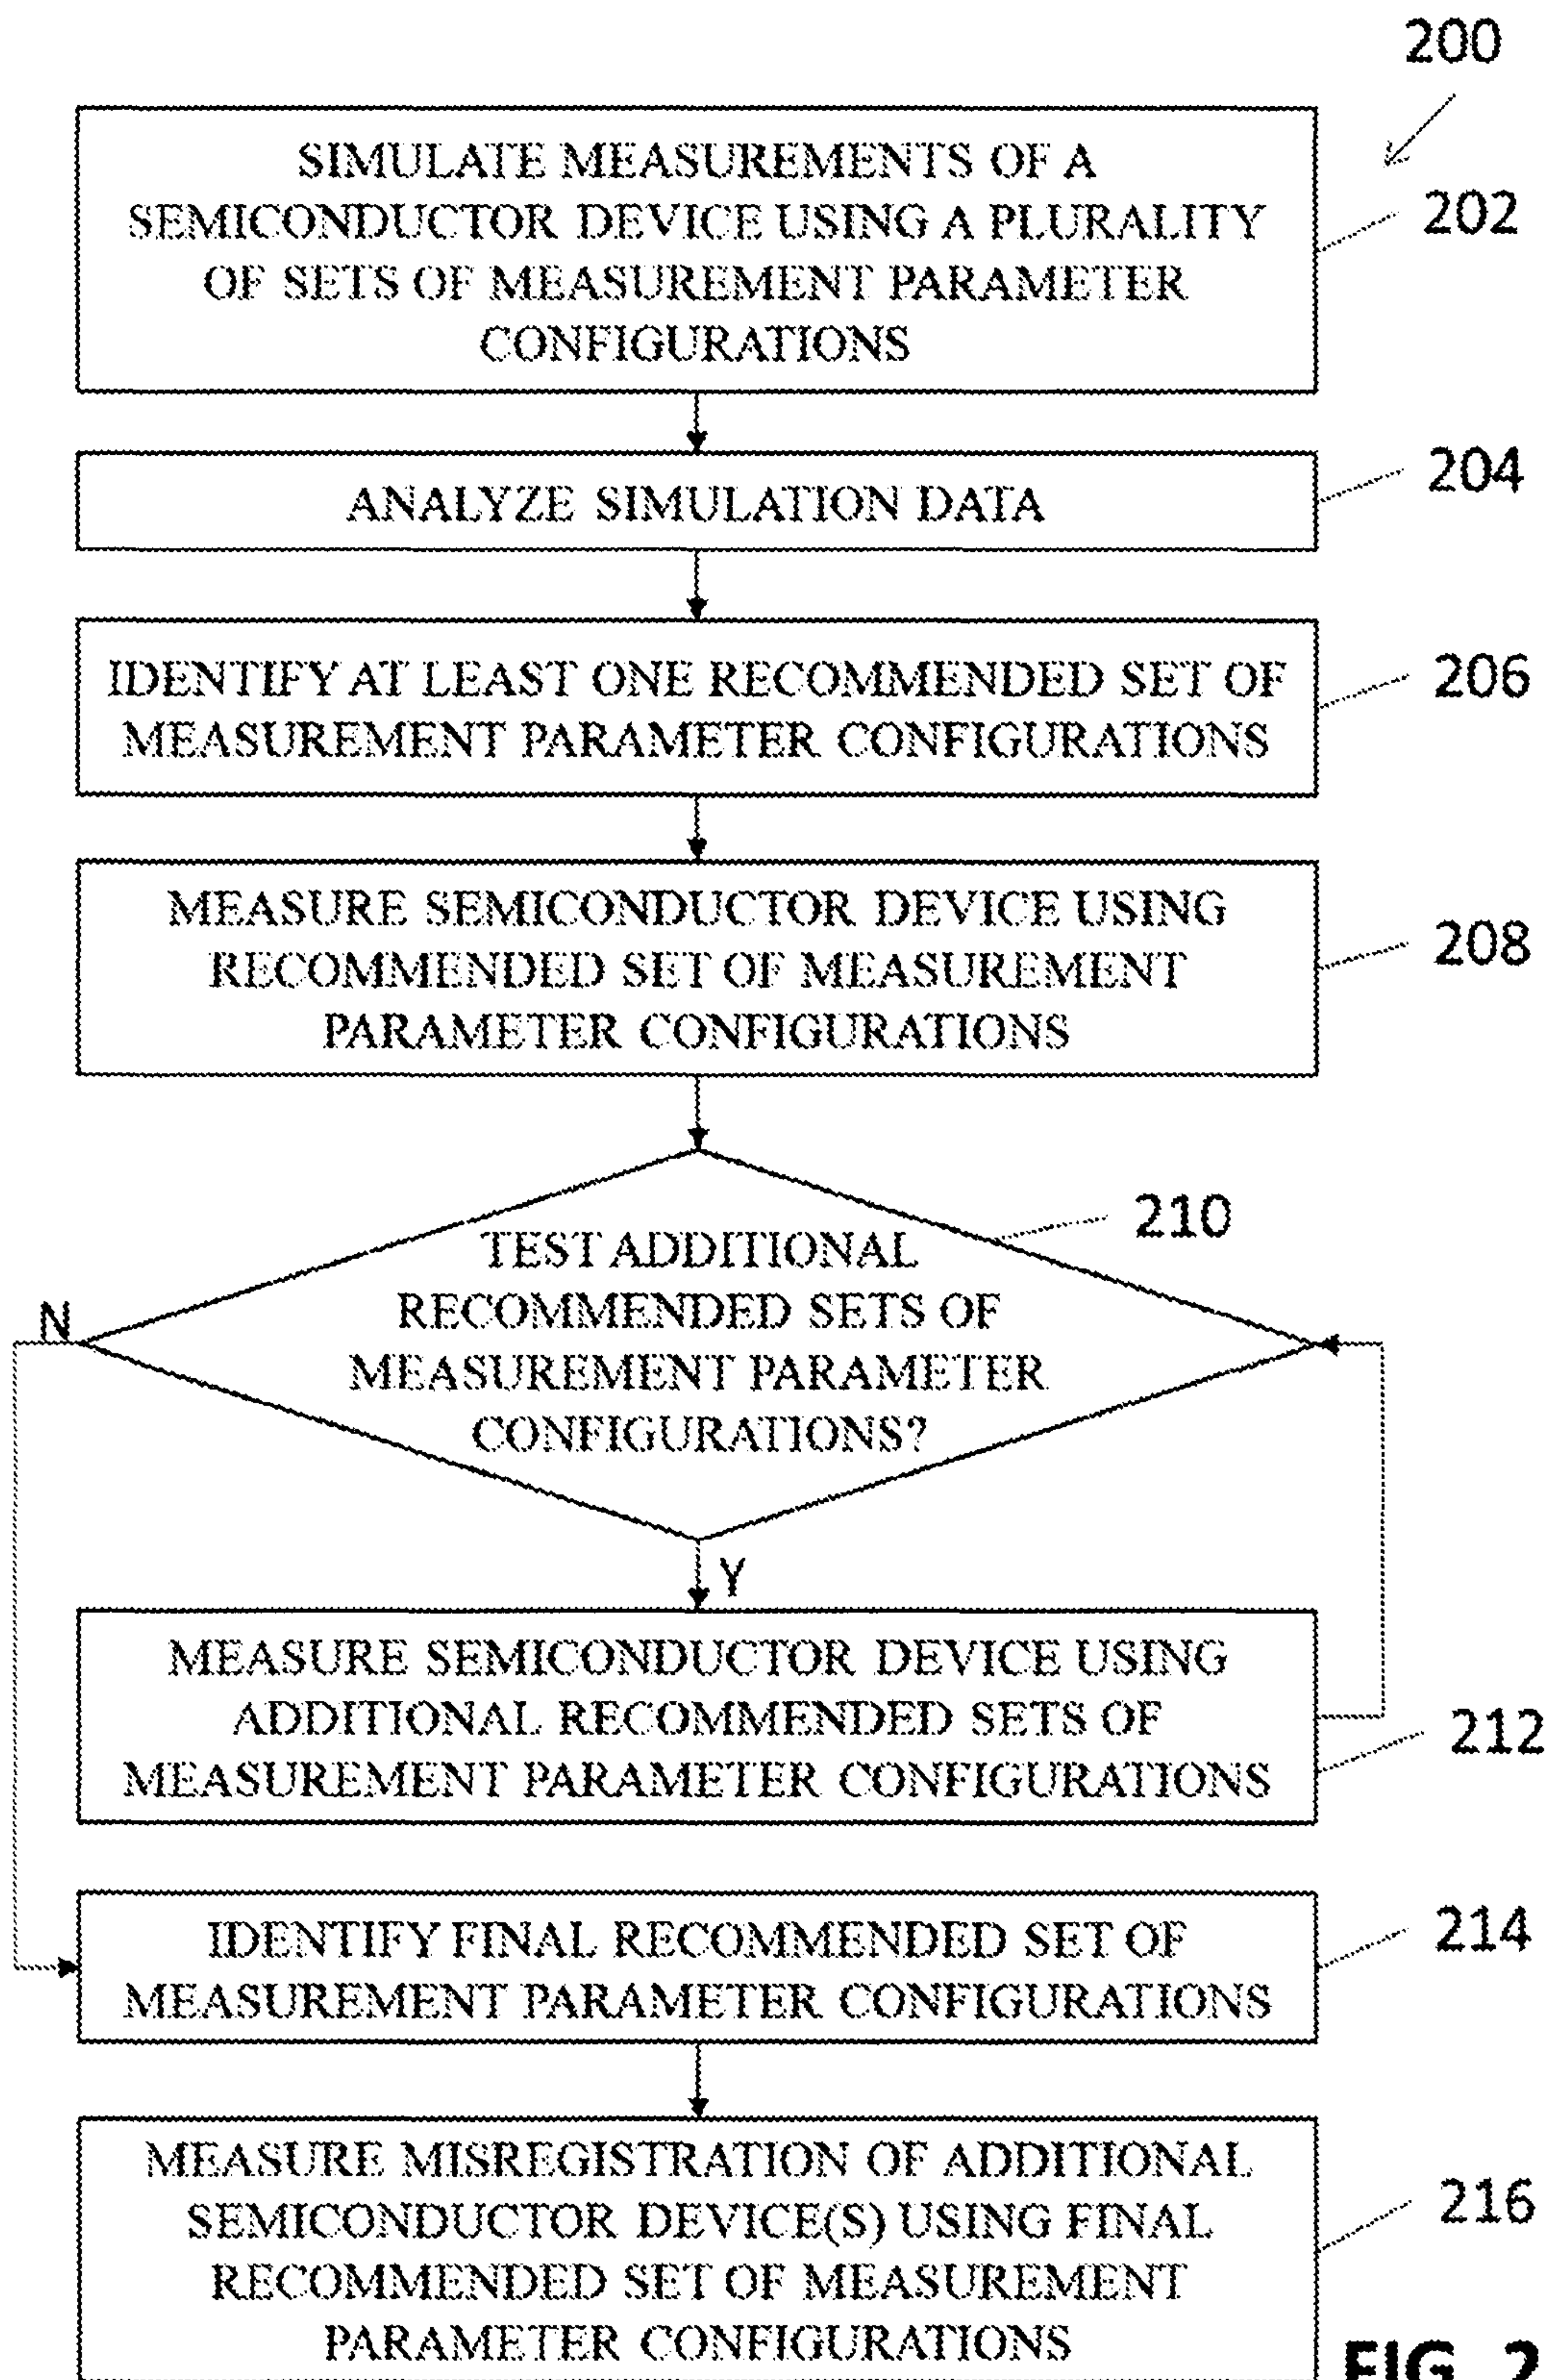 200
SIMULATE MEASUREMENTS OF A
SEMICONDUCTOR DEVICE USING A PLURALITY
OF SETS OF MEASUREMENT PARAMETER
CONFIGURATIONS
202
ANALYZE SIMULATION DATA
204
IDENTIFY AT LEAST ONE RECOMMENDED SET OF
MEASUREMENT PARAMETER CONFIGURATIONS
206
MEASURE SEMICONDUCTOR DEVICE USING
RECOMMENDED SET OF MEASUREMENT
PARAMETER CONFIGURATIONS
208
TEST ADDITIONAL
RECOMMENDED SETS OF
MEASUREMENT PARAMETER
CONFIGURATIONS?
210
N
Y
MEASURE SEMICONDUCTOR DEVICE USING
ADDITIONAL RECOMMENDED SETS OF
MEASUREMENT PARAMETER CONFIGURATIONS
212
IDENTIFY FINAL RECOMMENDED SET OF
MEASUREMENT PARAMETER CONFIGURATIONS
214
MEASURE MISREGISTRATION OF ADDITIONAL
SEMICONDUCTOR DEVICE(S) USING FINAL
RECOMMENDED SET OF MEASUREMENT
PARAMETER CONFIGURATIONS
216
FIG. 2